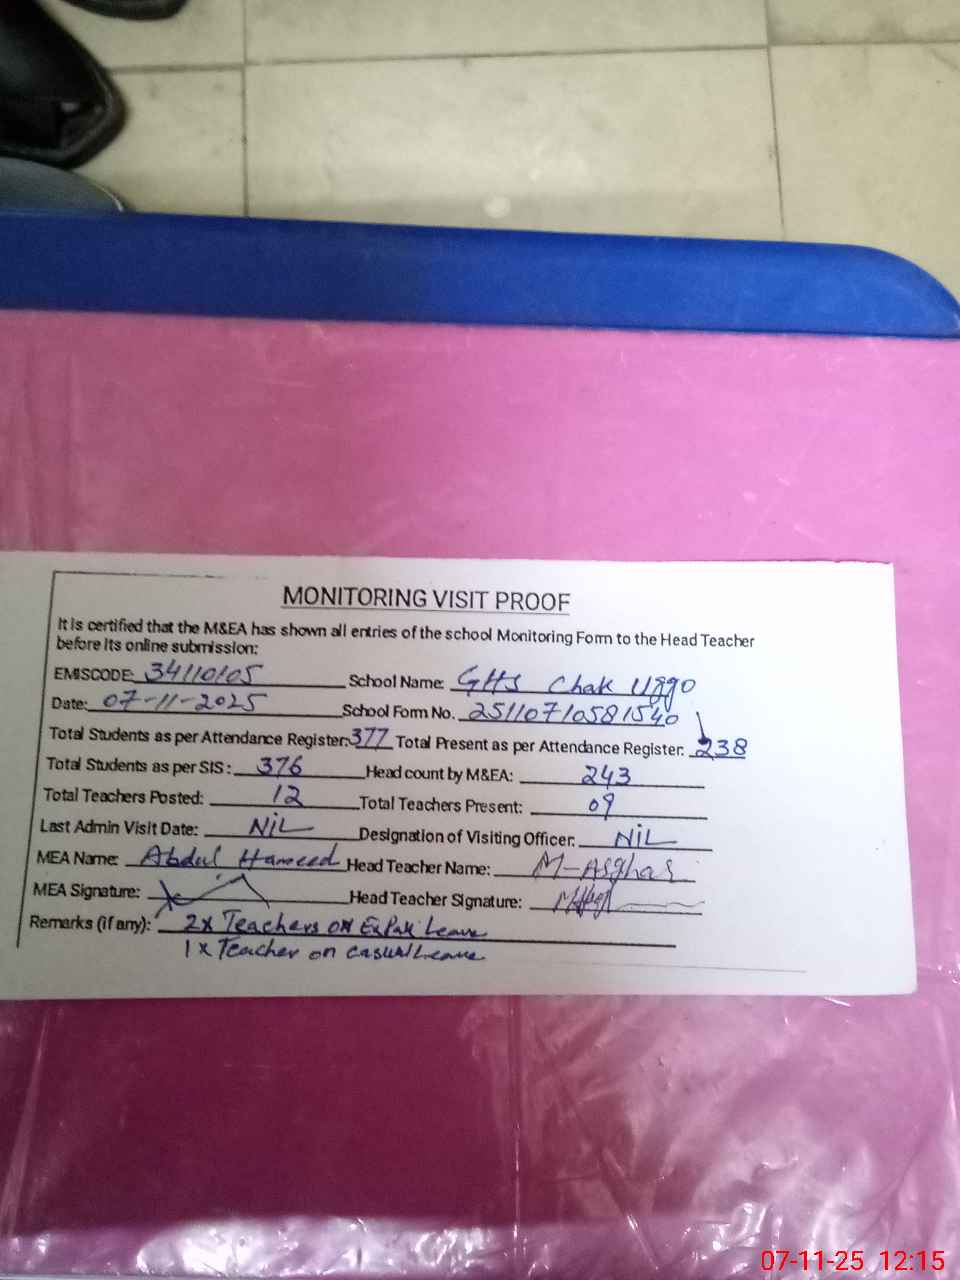 MONITORING VISIT PROOF
It is certified that the M&EA has shown all entries of the school Monitoring Form to the Head Teacher
before its online submission:
EMISCODE: 34110105 School Name: GHS Chak Uggo
Date: 07-11-2025 School Form No. 25110710581540
Total Students as per Attendance Register: 377 Total Present as per Attendance Register: 238
Total Students as per SIS: 376 Head count by M&EA: 243
Total Teachers Posted: 12 Total Teachers Present: 09
Last Admin Visit Date: NiL Designation of Visiting Officer: NiL
MEA Name: Abdul Hameed Head Teacher Name: M-Asghar
MEA Signature: Head Teacher Signature:
Remarks (if any): 2x Teachers on ExPak Leave
1x Teacher on casual Leave
07-11-25 12:15